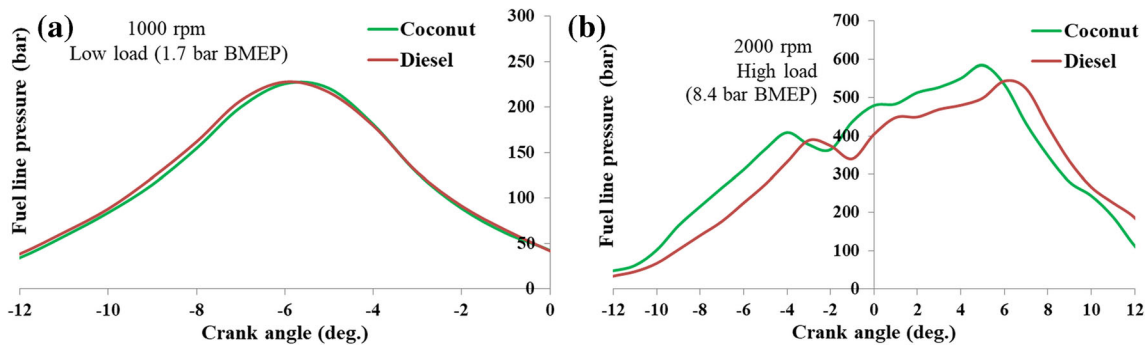 (a)
1000 rpm
Low load (1.7 bar BMEP)
Coconut
Diesel
Fuel line pressure (bar)
300
250
200
150
100
50
0
-12 -10 -8 -6 -4 -2 0
Crank angle (deg.)
(b)
2000 rpm
High load
(8.4 bar BMEP)
Coconut
Diesel
Fuel line pressure (bar)
700
600
500
400
300
200
100
0
-12 -10 -8 -6 -4 -2 0 2 4 6 8 10 12
Crank angle (deg.)